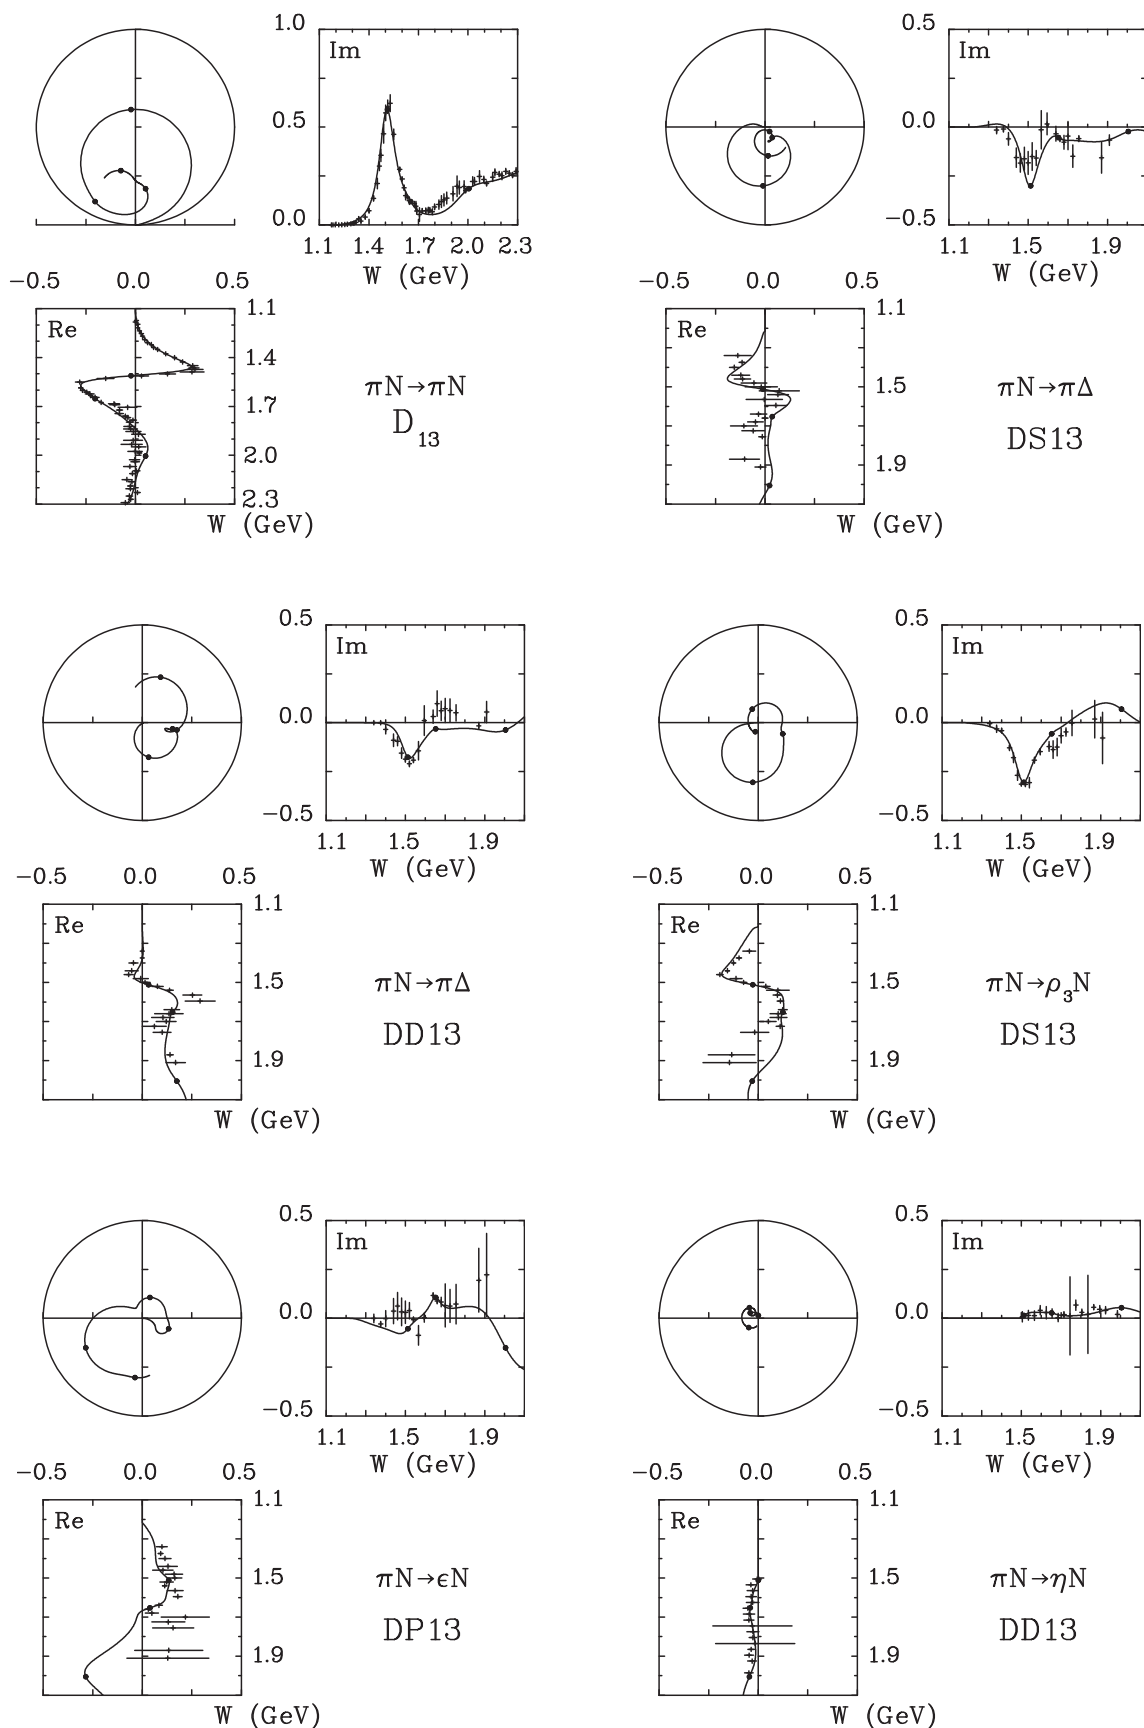 1.0
Im
0.5
0.0
1.1 1.4 1.7 2.0 2.3
W (GeV)
−0.5 0.0 0.5
Re
1.1
1.4
1.7
2.0
2.3
W (GeV)
πN→πN
D13
0.5
Im
0.0
−0.5
1.1 1.5 1.9
W (GeV)
−0.5 0.0 0.5
Re
1.1
1.5
1.9
W (GeV)
πN→πΔ
DS13
0.5
Im
0.0
−0.5
1.1 1.5 1.9
W (GeV)
−0.5 0.0 0.5
Re
1.1
1.5
1.9
W (GeV)
πN→πΔ
DD13
0.5
Im
0.0
−0.5
1.1 1.5 1.9
W (GeV)
−0.5 0.0 0.5
Re
1.1
1.5
1.9
W (GeV)
πN→ρ₃N
DS13
0.5
Im
0.0
−0.5
1.1 1.5 1.9
W (GeV)
−0.5 0.0 0.5
Re
1.1
1.5
1.9
W (GeV)
πN→ϵN
DP13
0.5
Im
0.0
−0.5
1.1 1.5 1.9
W (GeV)
−0.5 0.0 0.5
Re
1.1
1.5
1.9
W (GeV)
πN→ηN
DD13